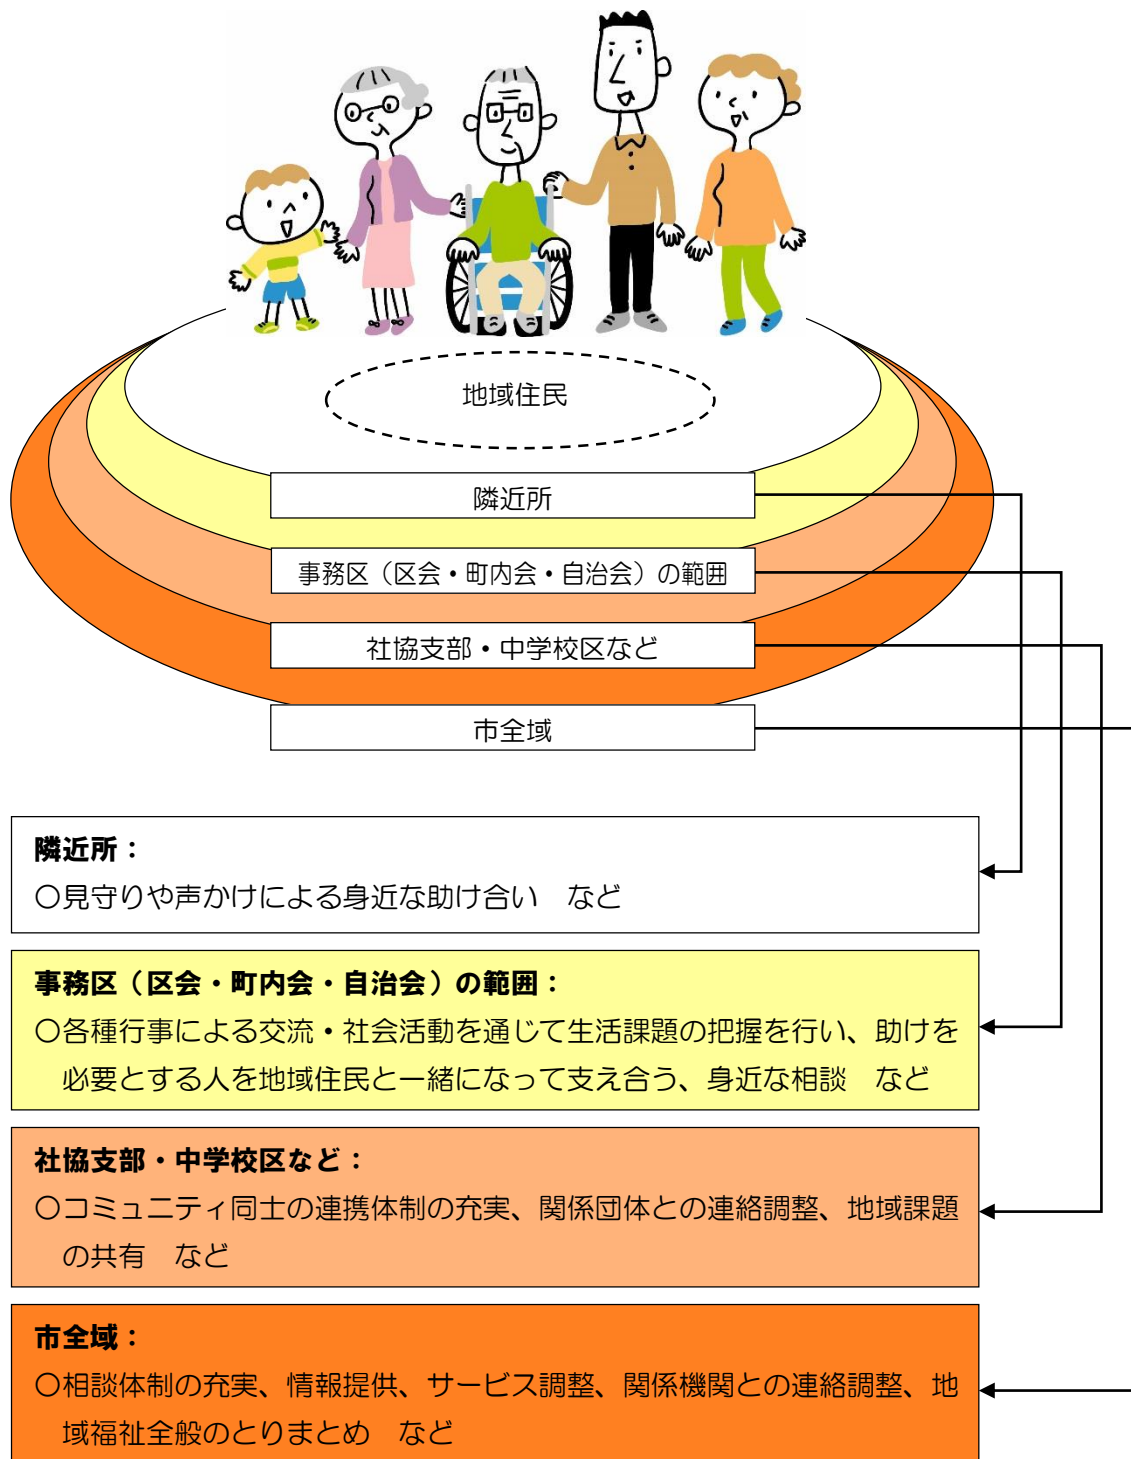 地域住民
隣近所
事務区（区会・町内会・自治会）の範囲
社協支部・中学校区など
市全域
隣近所：
○見守りや声かけによる身近な助け合い　など
事務区（区会・町内会・自治会）の範囲：
○各種行事による交流・社会活動を通じて生活課題の把握を行い、助けを
必要とする人を地域住民と一緒になって支え合う、身近な相談　など
社協支部・中学校区など：
○コミュニティ同士の連携体制の充実、関係団体との連絡調整、地域課題
の共有　など
市全域：
○相談体制の充実、情報提供、サービス調整、関係機関との連絡調整、地
域福祉全般のとりまとめ　など